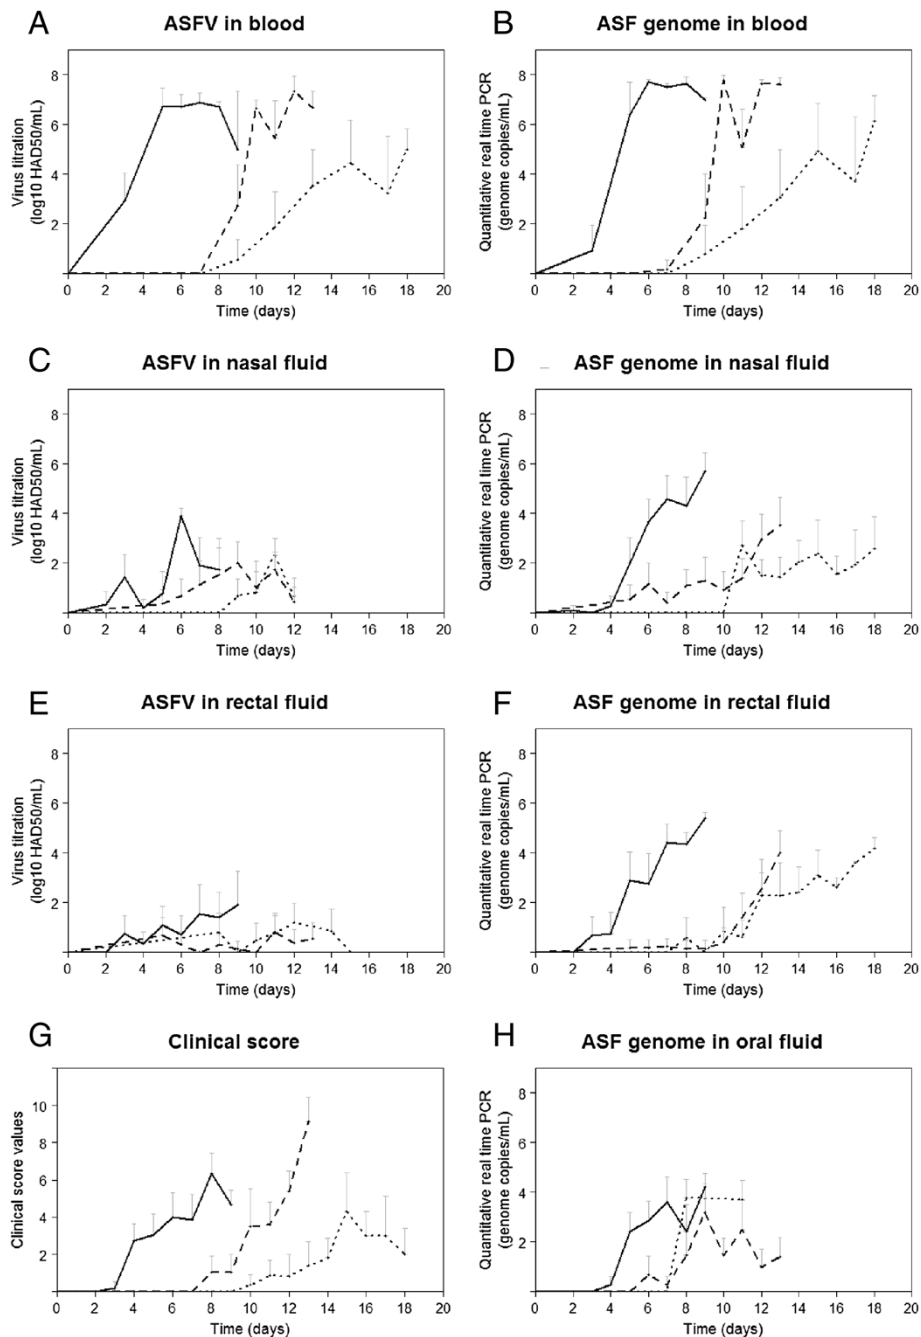 A
ASFV in blood
Virus titration
(log10 HAD50/mL)
8
6
4
2
0 2 4 6 8 10 12 14 16 18 20
Time (days)
B
ASF genome in blood
Quantitative real time PCR
(genome copies/mL)
8
6
4
2
0 2 4 6 8 10 12 14 16 18 20
Time (days)
C
ASFV in nasal fluid
Virus titration
(log10 HAD50/mL)
8
6
4
2
0 2 4 6 8 10 12 14 16 18 20
Time (days)
D
ASF genome in nasal fluid
Quantitative real time PCR
(genome copies/mL)
8
6
4
2
0 2 4 6 8 10 12 14 16 18 20
Time (days)
E
ASFV in rectal fluid
Virus titration
(log10 HAD50/mL)
8
6
4
2
0 2 4 6 8 10 12 14 16 18 20
Time (days)
F
ASF genome in rectal fluid
Quantitative real time PCR
(genome copies/mL)
8
6
4
2
0 2 4 6 8 10 12 14 16 18 20
Time (days)
G
Clinical score
Clinical score values
10
8
6
4
2
0 2 4 6 8 10 12 14 16 18 20
Time (days)
H
ASF genome in oral fluid
Quantitative real time PCR
(genome copies/mL)
8
6
4
2
0 2 4 6 8 10 12 14 16 18 20
Time (days)